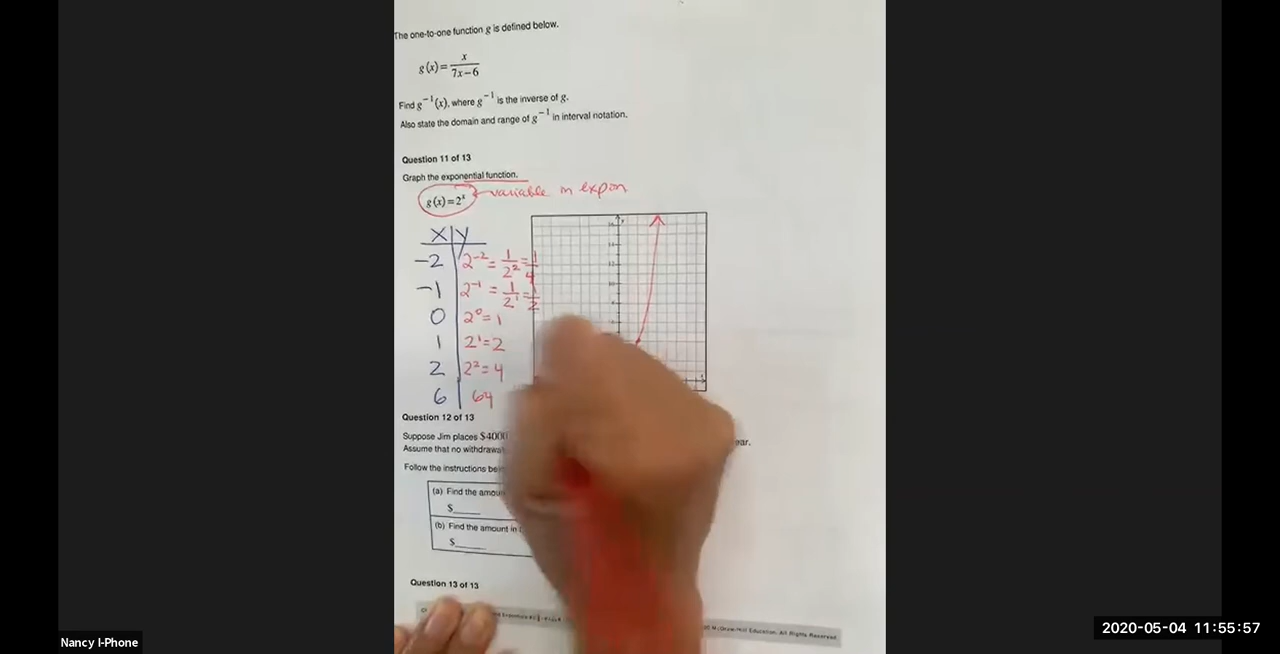 The one-to-one function g is defined below.
g(x)= x/7x−6
Find g⁻¹(x), where g⁻¹ is the inverse of g.
Also state the domain and range of g⁻¹ in interval notation.
Question 11 of 13
Graph the exponential function.
g(x)=2ˣ variable in expon
X Y
-2 2⁻² = 1/2² = 1/4
-1 2⁻¹ = 1/2¹ = 1/2
0 2⁰=1
1 2¹=2
2 2²=4
6 64
Question 12 of 13
Suppose Jim places $4000
Assume that no
Follow the instructions
(a) Find the
$
(b) Find the amount in
$
Question 13 of 13
McGraw-Hill Education. All Rights Reserved
Nancy I-Phone
2020-05-04 11:55:57